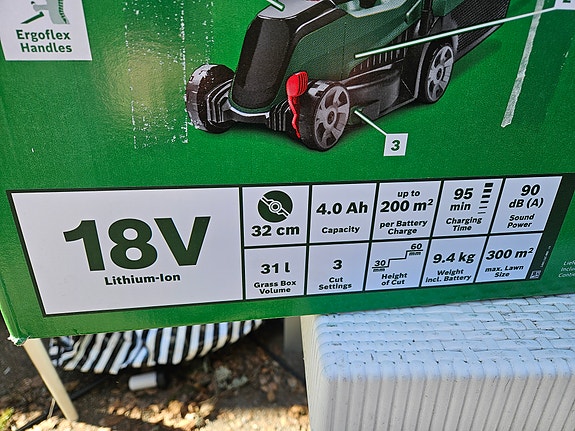 Ergoflex
Handles
3
18V
Lithium-Ion
32 cm
4.0 Ah
Capacity
up to
200 m²
per Battery
Charge
95
min
Charging
Time
90
dB (A)
Sound
Power
31 l
Grass Box
Volume
3
Cut
Settings
30
60
Height
of Cut
9.4 kg
Weight
incl. Battery
300 m²
max. Lawn
Size